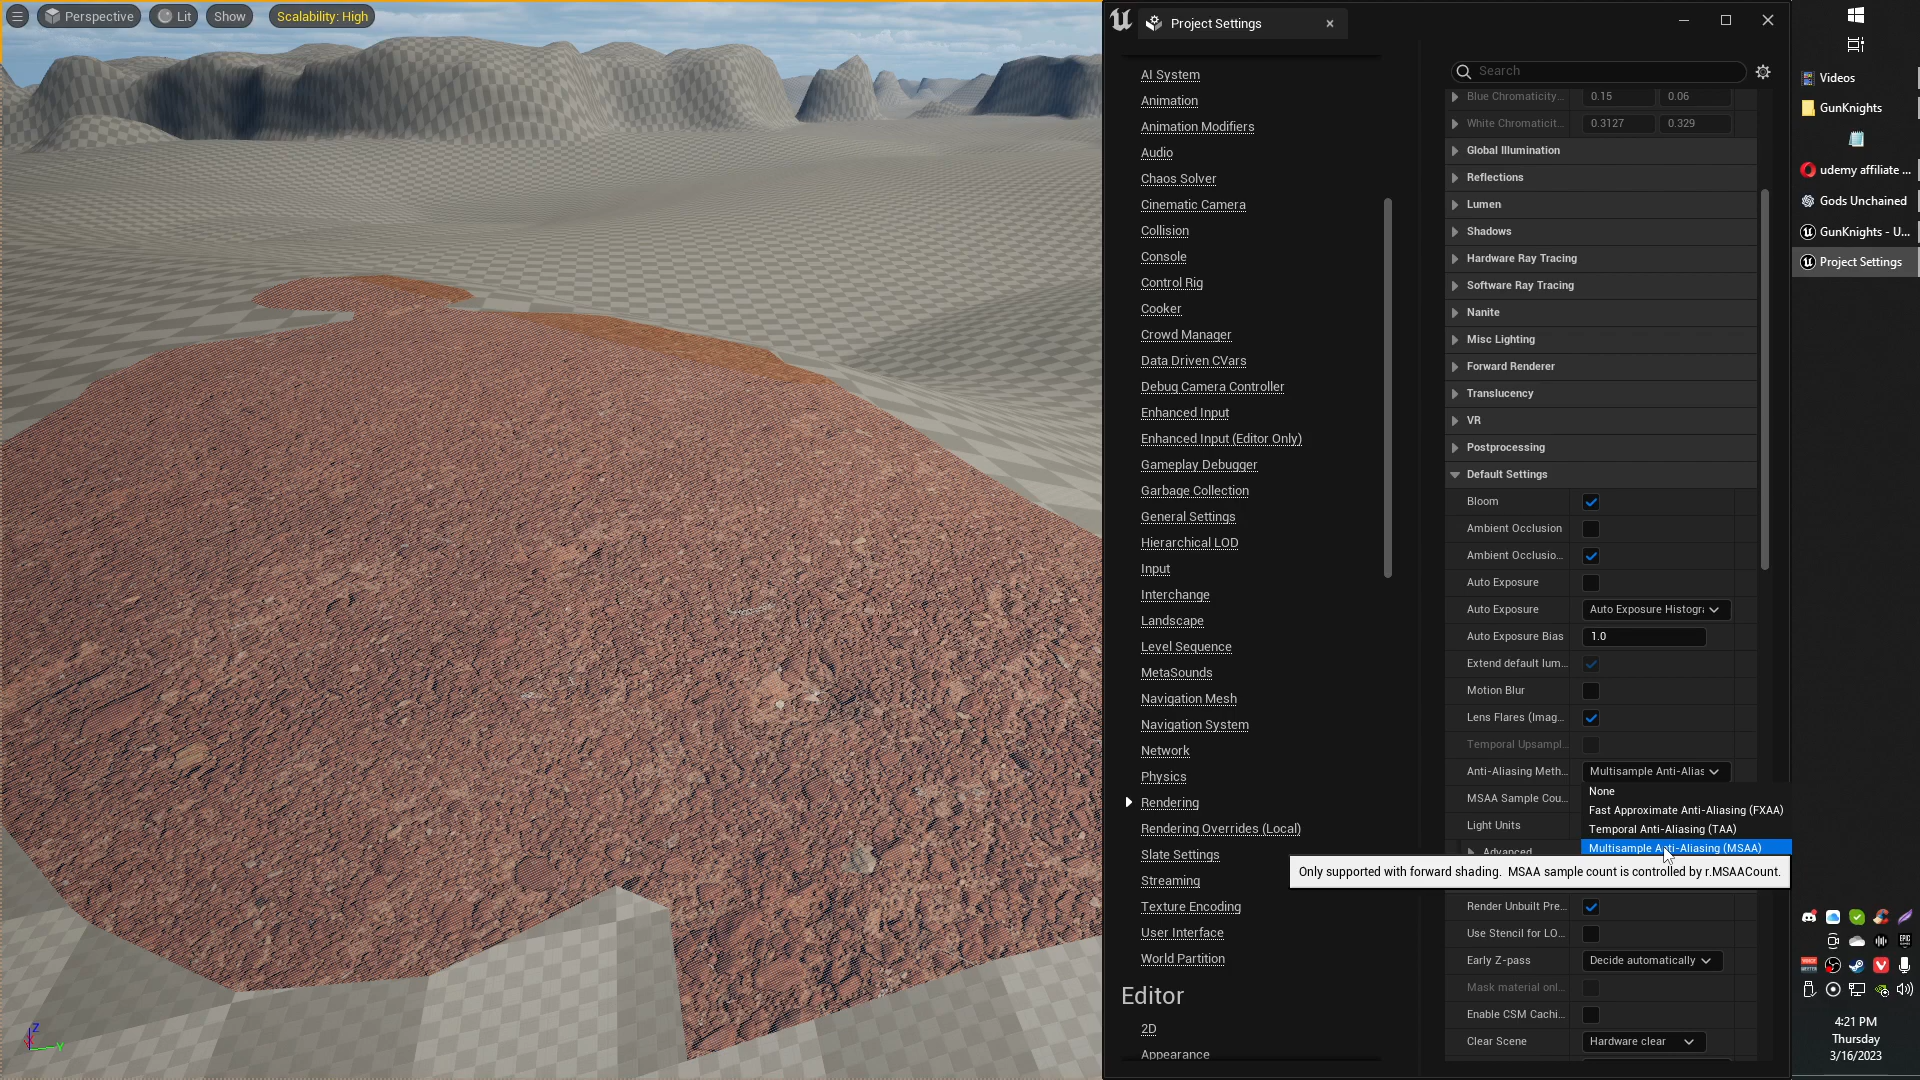 Perspective
Lit
Show
Scalability: High
Project Settings
AI System
Animation
Animation Modifiers
Audio
Chaos Solver
Cinematic Camera
Collision
Console
Control Rig
Cooker
Crowd Manager
Data Driven CVars
Debug Camera Controller
Enhanced Input
Enhanced Input (Editor Only)
Gameplay Debugger
Garbage Collection
General Settings
Hierarchical LOD
Input
Interchange
Landscape
Level Sequence
MetaSounds
Navigation Mesh
Navigation System
Network
Physics
Rendering
Rendering Overrides (Local)
Slate Settings
Streaming
Texture Encoding
User Interface
World Partition
Editor
2D
Appearance
Search
Blue Chromaticity... 0.15 0.06
White Chromaticit... 0.3127 0.329
Global Illumination
Reflections
Lumen
Shadows
Hardware Ray Tracing
Software Ray Tracing
Nanite
Misc Lighting
Forward Renderer
Translucency
VR
Postprocessing
Default Settings
Bloom
Ambient Occlusion
Ambient Occlusio...
Auto Exposure
Auto Exposure Auto Exposure Histogr
Auto Exposure Bias 1.0
Extend default lum...
Motion Blur
Lens Flares (Imag...
Temporal Upsampl...
Anti-Aliasing Meth... Multisample Anti-Alias
None
MSAA Sample Cou...
Fast Approximate Anti-Aliasing (FXAA)
Light Units
Temporal Anti-Aliasing (TAA)
Advanced
Multisample Anti-Aliasing (MSAA)
Only supported with forward shading. MSAA sample count is controlled by r.MSAACount.
Render Unbuilt Pre...
Use Stencil for LO...
Early Z-pass Decide automatically
Mask material onl...
Enable CSM Cachi...
Clear Scene Hardware clear
Videos
GunKnights
udemy affiliate ...
Gods Unchained
GunKnights - U...
Project Settings
4:21 PM
Thursday
3/16/2023
Z
Y